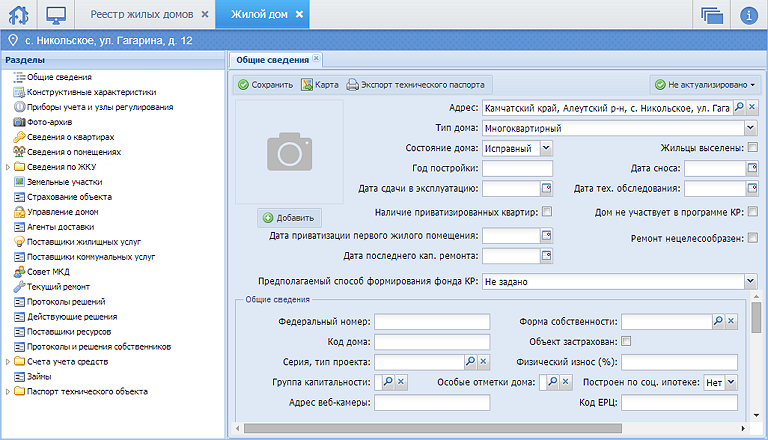 Реестр жилых домов
Жилой дом
с. Никольское, ул. Гагарина, д. 12
Разделы
Общие сведения
Конструктивные характеристики
Приборы учета и узлы регулирования
Фото-архив
Сведения о квартирах
Сведения о помещениях
Сведения по ЖКУ
Земельные участки
Страхование объекта
Управление домом
Агенты доставки
Поставщики жилищных услуг
Поставщики коммунальных услуг
Совет МКД
Текущий ремонт
Протоколы решений
Действующие решения
Поставщики ресурсов
Протоколы и решения собственников
Счета учета средств
Займы
Паспорт технического объекта
Общие сведения
Сохранить Карта Экспорт технического паспорта Не актуализировано
Добавить
Адрес: Камчатский край, Алеутский р-н, с. Никольское, ул. Гага
Тип дома: Многоквартирный
Состояние дома: Исправный Жильцы выселены:
Год постройки: Дата сноса:
Дата сдачи в эксплуатацию: Дата тех. обследования:
Наличие приватизированных квартир: Дом не участвует в программе КР:
Дата приватизации первого жилого помещения: Ремонт нецелесообразен:
Дата последнего кап. ремонта:
Предполагаемый способ формирования фонда КР: Не задано
Общие сведения
Федеральный номер: Форма собственности:
Код дома: Объект застрахован:
Серия, тип проекта: Физический износ (%):
Группа капитальности: Особые отметки дома: Построен по соц. ипотеке: Нет
Адрес веб-камеры: Код ЕРЦ: